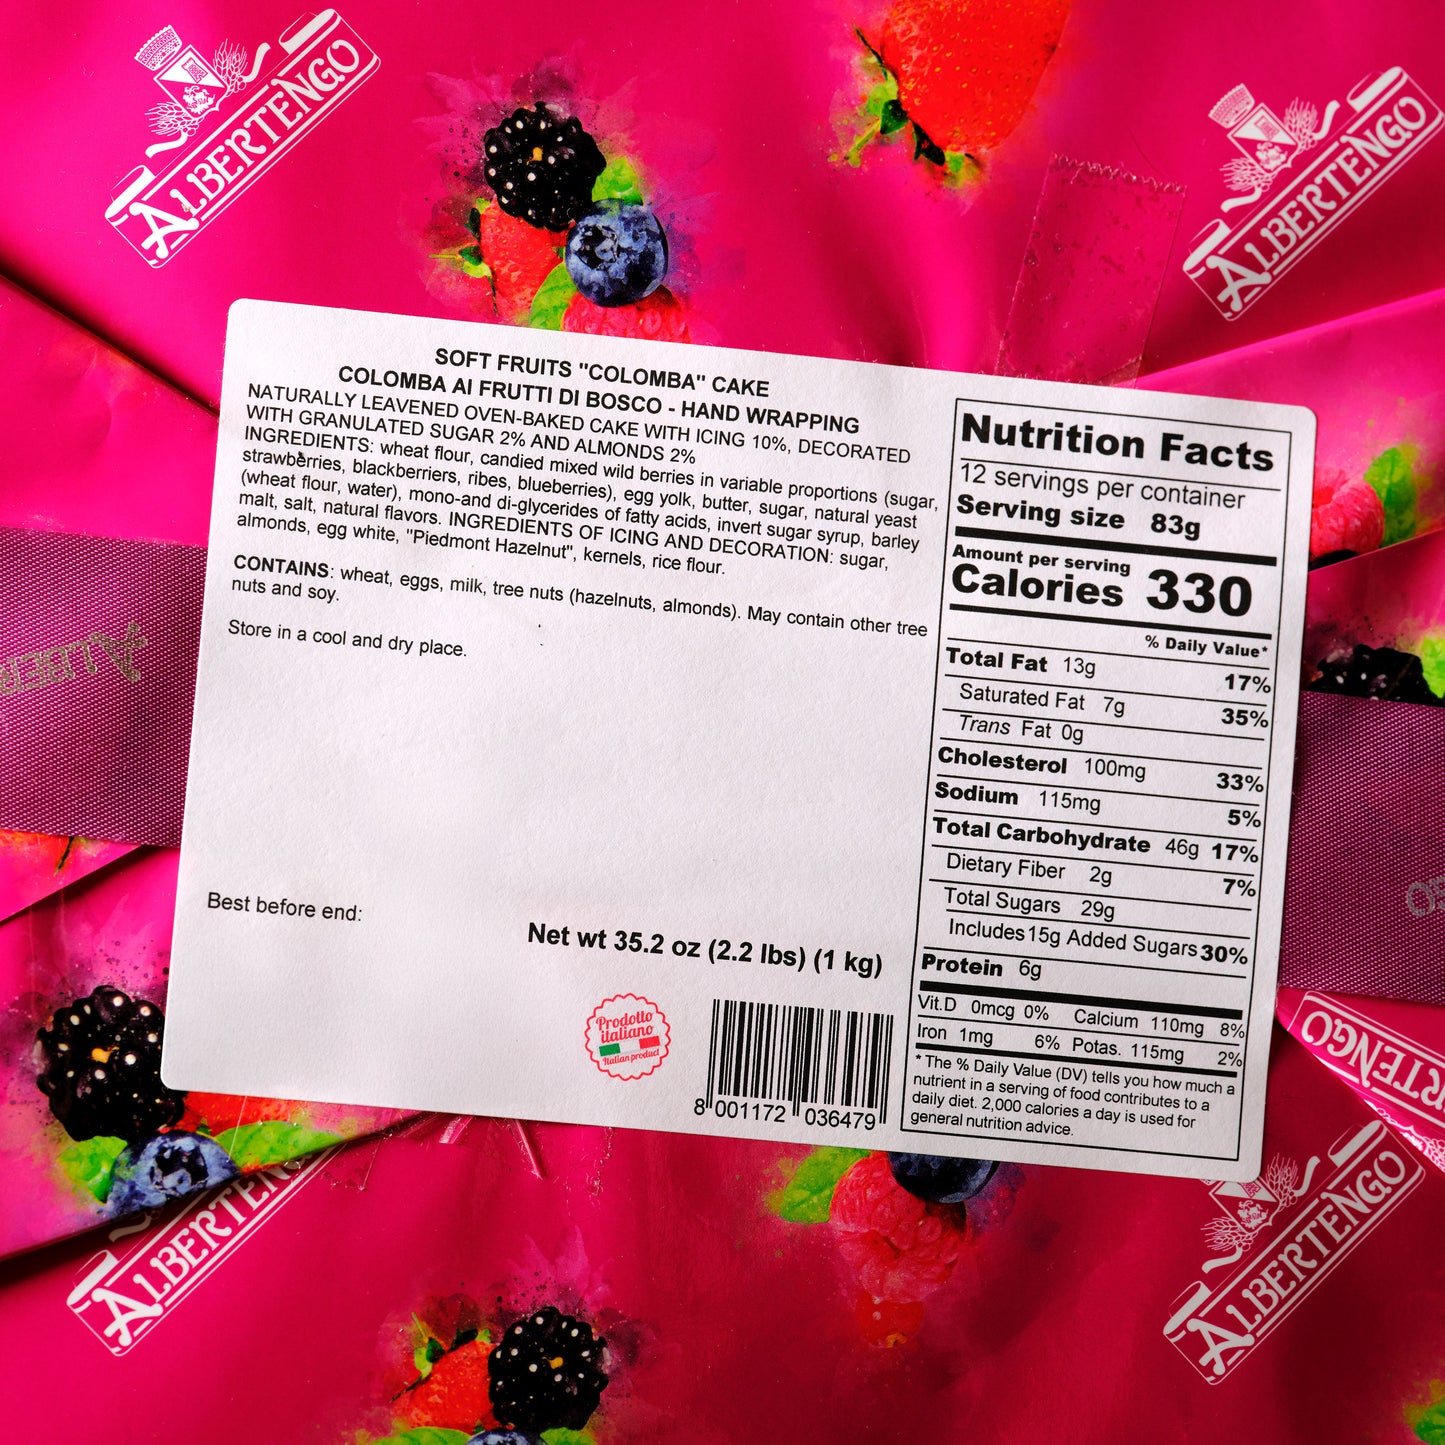 ALBERTENGO
ALBERTENGO
SOFT FRUITS "COLOMBA" CAKE
COLOMBA AI FRUTTI DI BOSCO - HAND WRAPPING
NATURALLY LEAVENED OVEN-BAKED CAKE WITH ICING 10%, DECORATED
WITH GRANULATED SUGAR 2% AND ALMONDS 2%
INGREDIENTS: wheat flour, candied mixed wild berries in variable proportions (sugar,
strawberries, blackberriers, ribes, blueberries), egg yolk, butter, sugar, natural yeast
(wheat flour, water), mono-and di-glycerides of fatty acids, invert sugar syrup, barley
malt, salt, natural flavors. INGREDIENTS OF ICING AND DECORATION: sugar,
almonds, egg white, "Piedmont Hazelnut", kernels, rice flour.
CONTAINS: wheat, eggs, milk, tree nuts (hazelnuts, almonds). May contain other tree
nuts and soy.
Store in a cool and dry place.
Best before end:
Net wt 35.2 oz (2.2 lbs) (1 kg)
Prodotto
italiano
Italian product
8 001172 036479
Nutrition Facts
12 servings per container
Serving size 83g
Amount per serving
Calories 330
% Daily Value*
Total Fat 13g 17%
Saturated Fat 7g 35%
Trans Fat 0g
Cholesterol 100mg 33%
Sodium 115mg 5%
Total Carbohydrate 46g 17%
Dietary Fiber 2g 7%
Total Sugars 29g
Includes 15g Added Sugars 30%
Protein 6g
Vit.D 0mcg 0% Calcium 110mg 8%
Iron 1mg 6% Potas. 115mg 2%
* The % Daily Value (DV) tells you how much a
nutrient in a serving of food contributes to a
daily diet. 2,000 calories a day is used for
general nutrition advice.
ALBER
GO
RTENGO
ALBERTENGO
ALBERTENGO